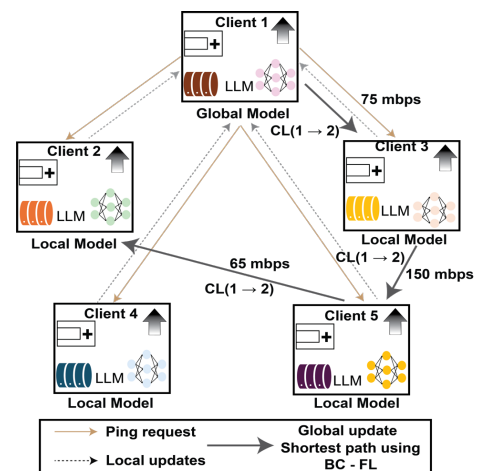 Client 1
+
LLM
Global Model
75 mbps
CL(1 → 2)
Client 2
+
LLM
Local Model
Client 3
+
LLM
Local Model
CL(1 → 2)
150 mbps
65 mbps
CL(1 → 2)
Client 4
+
LLM
Local Model
Client 5
+
LLM
Local Model
Ping request
Local updates
Global update
Shortest path using
BC - FL